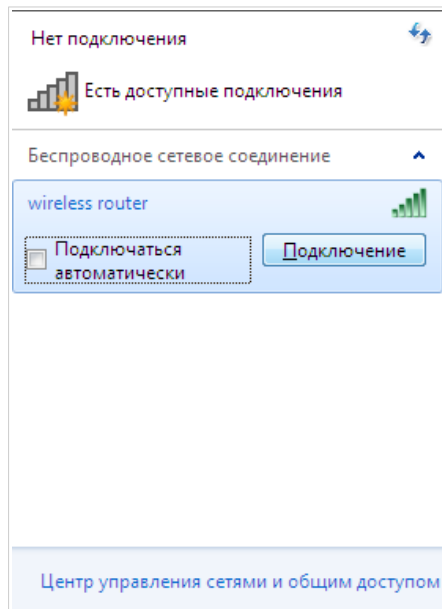 Нет подключения
Есть доступные подключения
Беспроводное сетевое соединение
wireless router
Подключаться
автоматически
Подключение
Центр управления сетями и общим доступом